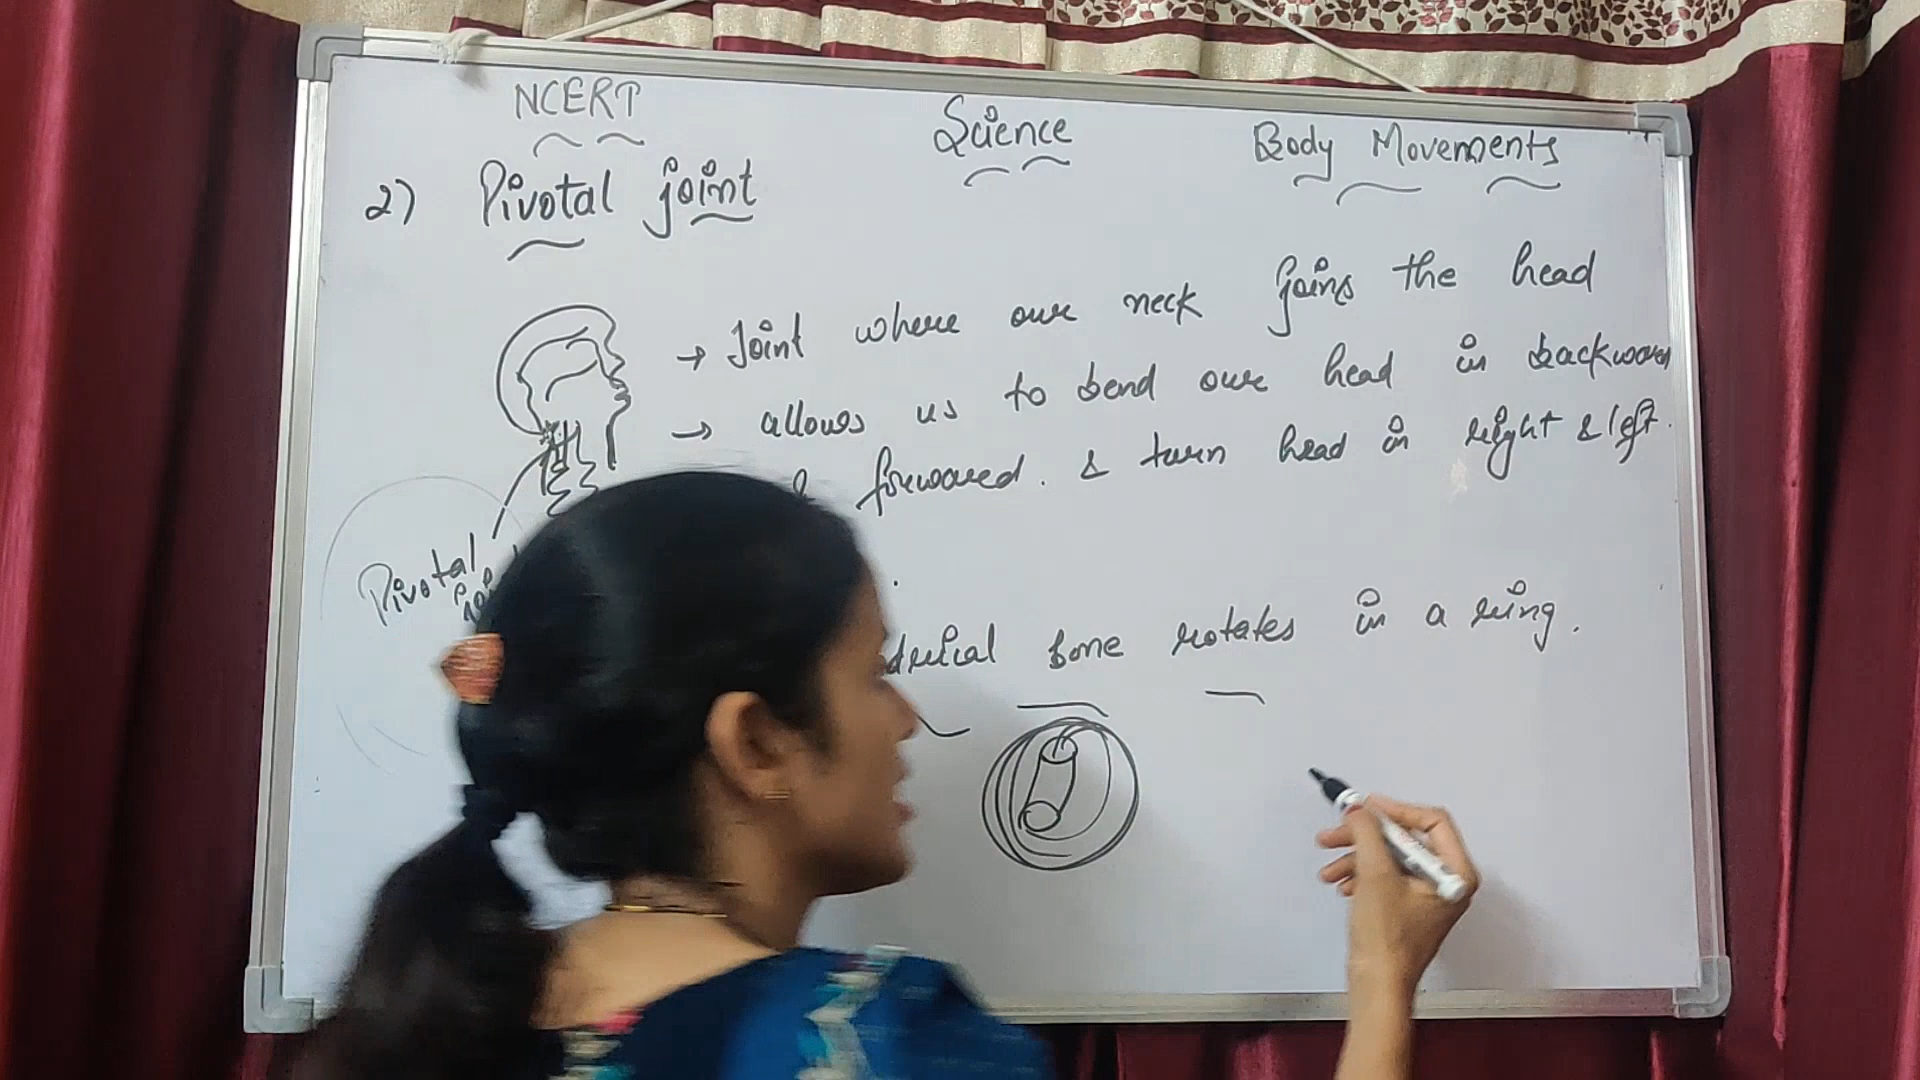 NCERT Science Body Movements
2) Pivotal joint
→ Joint where our neck joins the head
→ allows us to bend our head in backward
& forward. & turn head in right & left.
Pivotal
bone rotates in a ring.